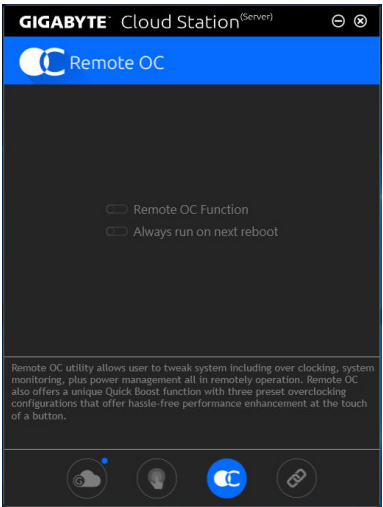 GIGABYTE™ Cloud Station(Server)
Remote OC
Remote OC Function
Always run on next reboot
Remote OC utility allows user to tweak system including over clocking, system
monitoring, plus power management all in remotely operation. Remote OC
also offers a unique Quick Boost function with three preset overclocking
configurations that offer hassle-free performance enhancement at the touch
of a button.
G